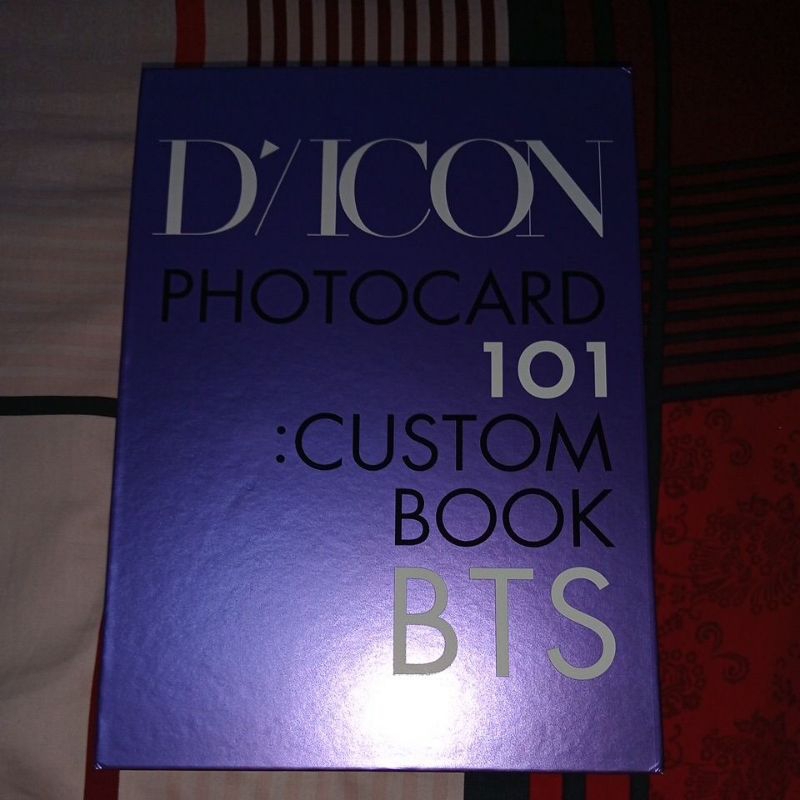 D'/ICON
PHOTOCARD
101
:CUSTOM
BOOK
BTS